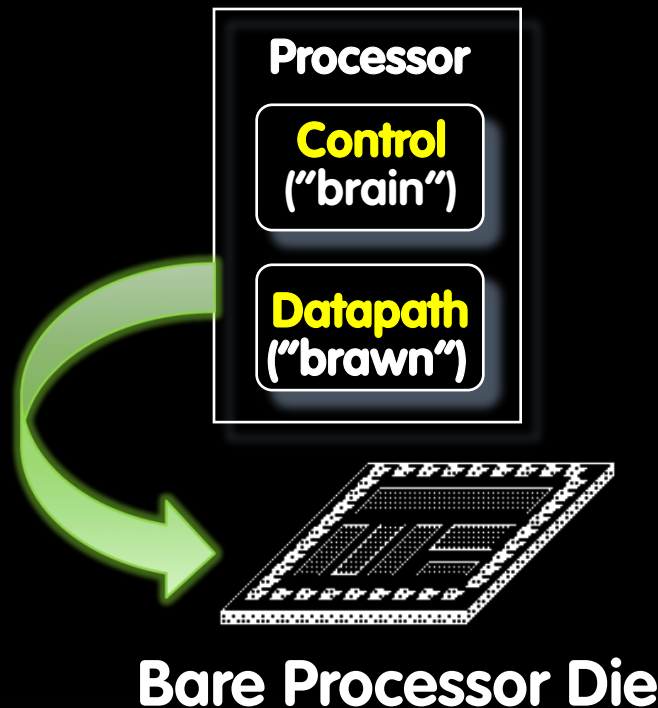 Processor
Control
("brain")
Datapath
("brawn")
Bare Processor Die